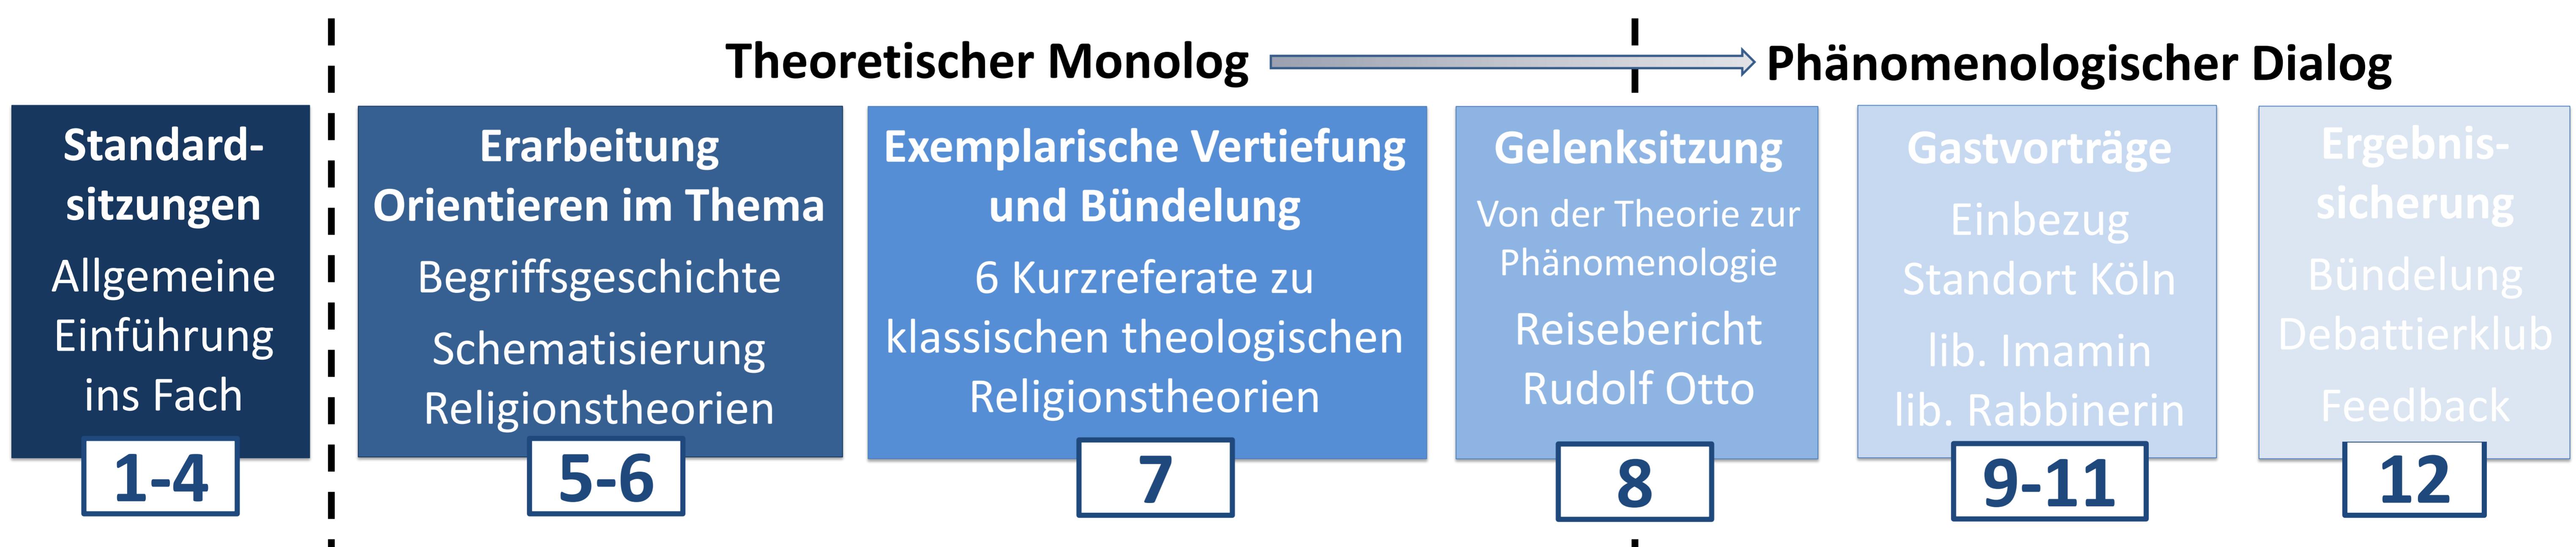 Theoretischer Monolog
Phänomenologischer Dialog
Standard-
sitzungen
Allgemeine
Einführung
ins Fach
1-4
Erarbeitung
Orientieren im Thema
Begriffsgeschichte
Schematisierung
Religionstheorien
5-6
Exemplarische Vertiefung
und Bündelung
6 Kurzreferate zu
klassischen theologischen
Religionstheorien
7
Gelenksitzung
Von der Theorie zur
Phänomenologie
Reisebericht
Rudolf Otto
8
Gastvorträge
Einbezug
Standort Köln
lib. Imamin
lib. Rabbinerin
9-11
Ergebnis-
sicherung
Bündelung
Debattierklub
Feedback
12